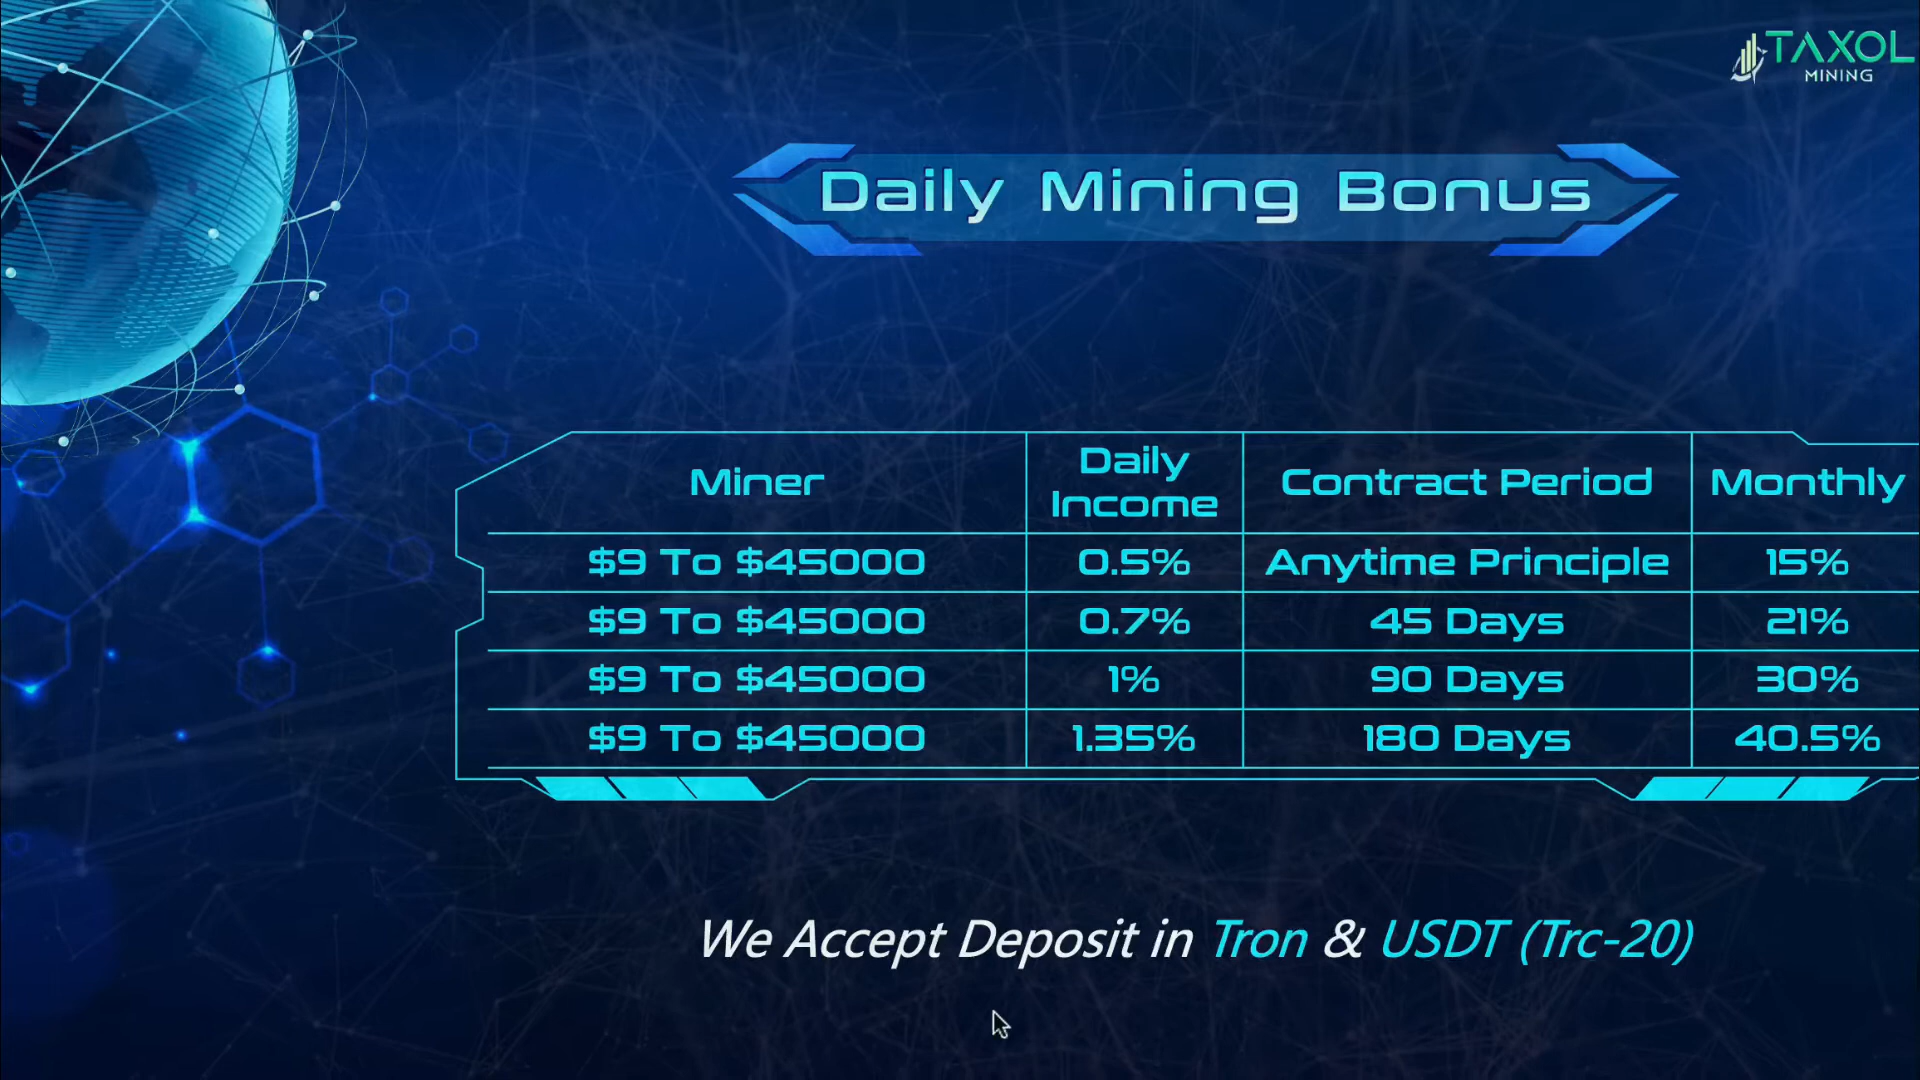 TAXOL
MINING
Daily Mining Bonus
Miner
Daily
Income
Contract Period
Monthly
$9 To $45000 0.5% Anytime Principle 15%
$9 To $45000 0.7% 45 Days 21%
$9 To $45000 1% 90 Days 30%
$9 To $45000 1.35% 180 Days 40.5%
We Accept Deposit in Tron & USDT (Trc-20)